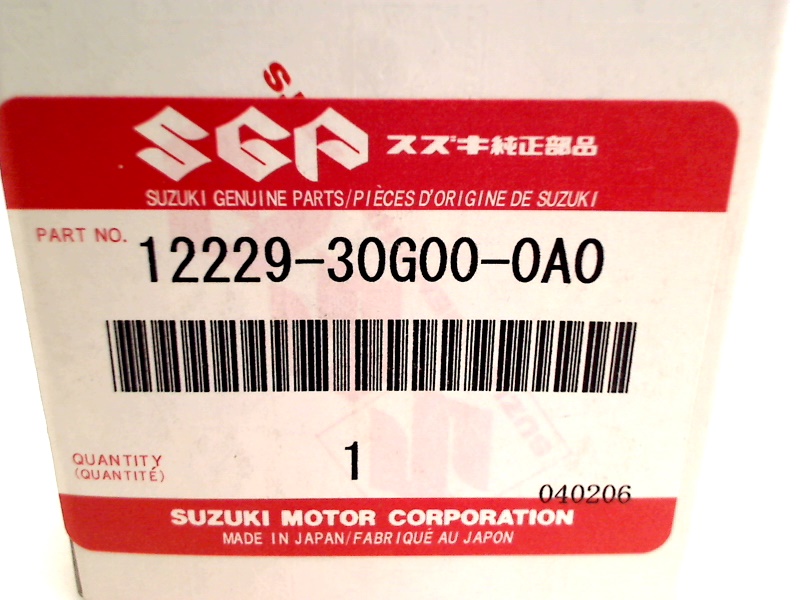 SGP スズキ純正部品
SUZUKI GENUINE PARTS/PIÈCES D'ORIGINE DE SUZUKI
PART NO. 12229-30G00-0A0
QUANTITY 1
(QUANTITÉ)
040206
SUZUKI MOTOR CORPORATION
MADE IN JAPAN/FABRIQUÉ AU JAPON